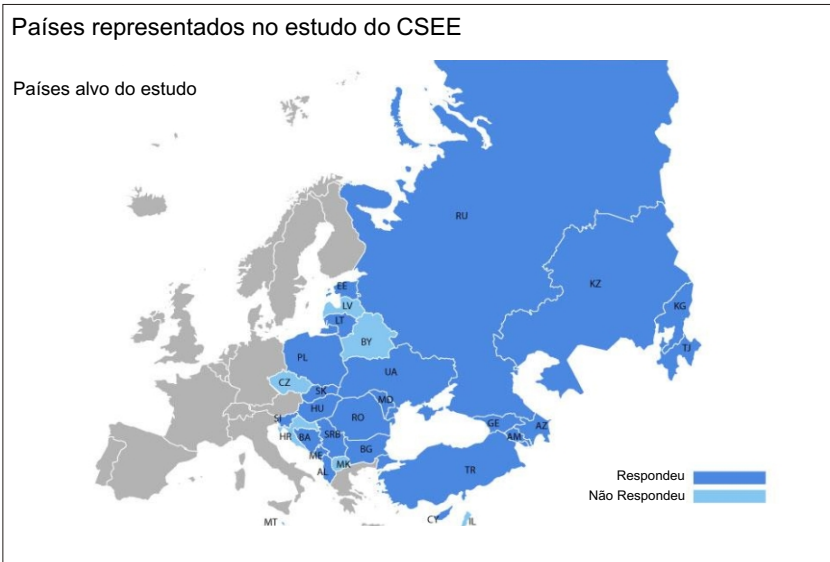 Países representados no estudo do CSEE
Países alvo do estudo
RU
KZ
EE
LV
KG
LT
TJ
BY
PL
UA
CZ
SK
MD
HU
RO
SI
GE
AZ
HR
BA
SRB
AM
BG
ME
MK
AL
TR
Respondeu
Não Respondeu
CY
IL
MT